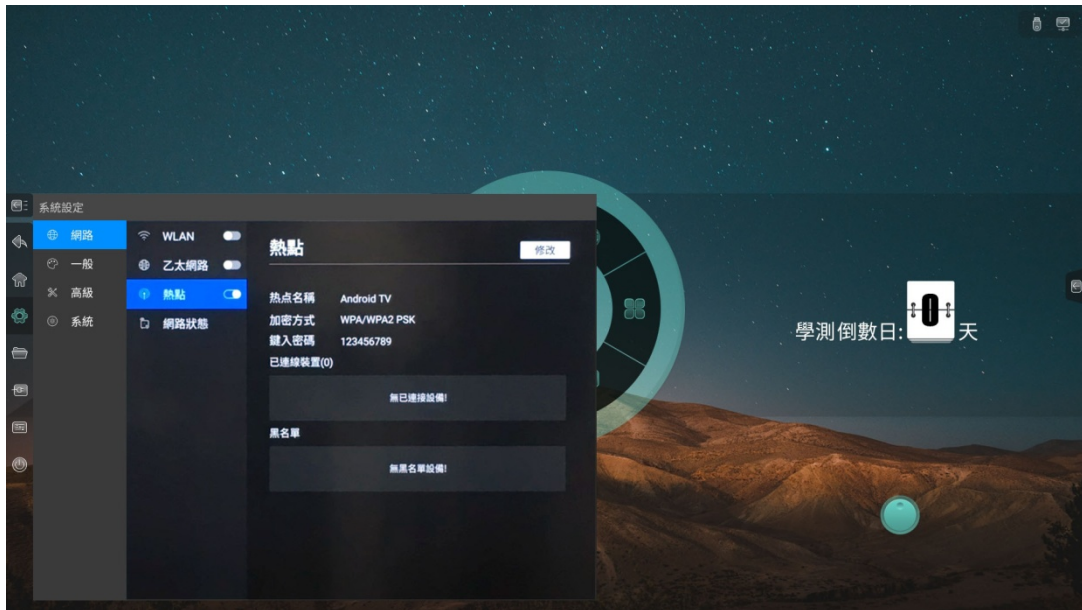 系統設定
網路
一般
高級
系統
WLAN
乙太網路
熱點
網路狀態
熱點
修改
热点名稱 Android TV
加密方式 WPA/WPA2 PSK
鍵入密碼 123456789
已連線裝置(0)
無已連接設備!
黑名單
無黑名單設備!
學測倒數日: 0 天